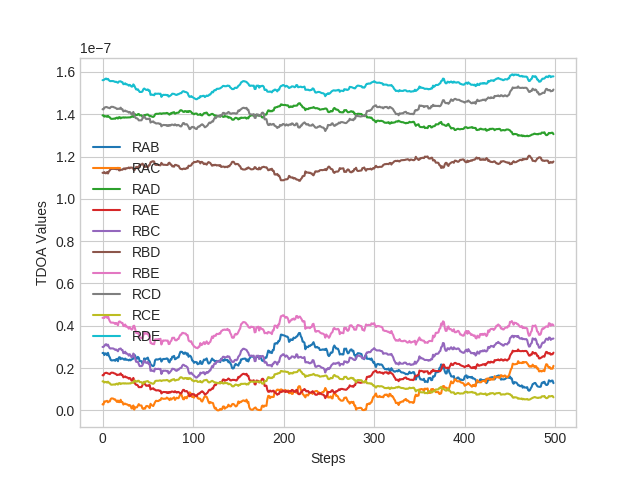 1e−7
1.6
1.4
1.2
1.0
0.8
0.6
0.4
0.2
0.0
TDOA Values
RAB
RAC
RAD
RAE
RBC
RBD
RBE
RCD
RCE
RDE
0 100 200 300 400 500
Steps